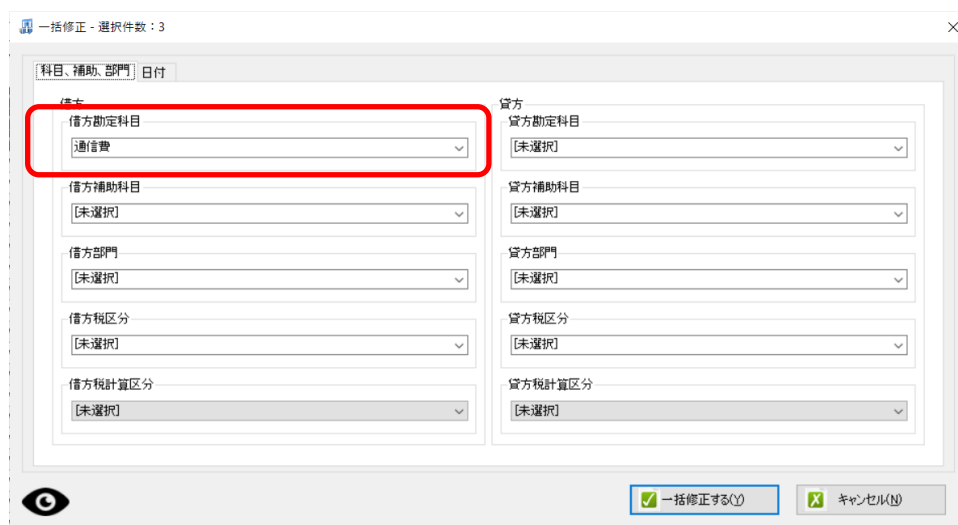 一括修正 - 選択件数：3
科目、補助、部門 日付
借方
借方勘定科目
通信費
借方補助科目
[未選択]
借方部門
[未選択]
借方税区分
[未選択]
借方税計算区分
[未選択]
貸方
貸方勘定科目
[未選択]
貸方補助科目
[未選択]
貸方部門
[未選択]
貸方税区分
[未選択]
貸方税計算区分
[未選択]
一括修正する(Y)
キャンセル(N)